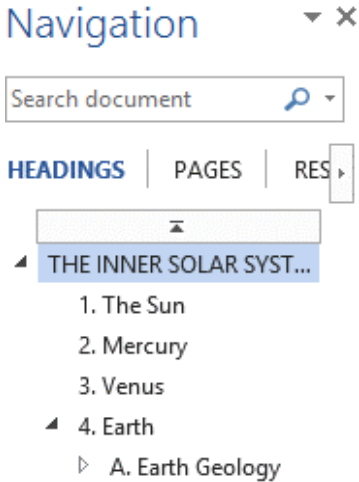 Navigation
Search document
HEADINGS PAGES RES
THE INNER SOLAR SYST...
1. The Sun
2. Mercury
3. Venus
4. Earth
A. Earth Geology